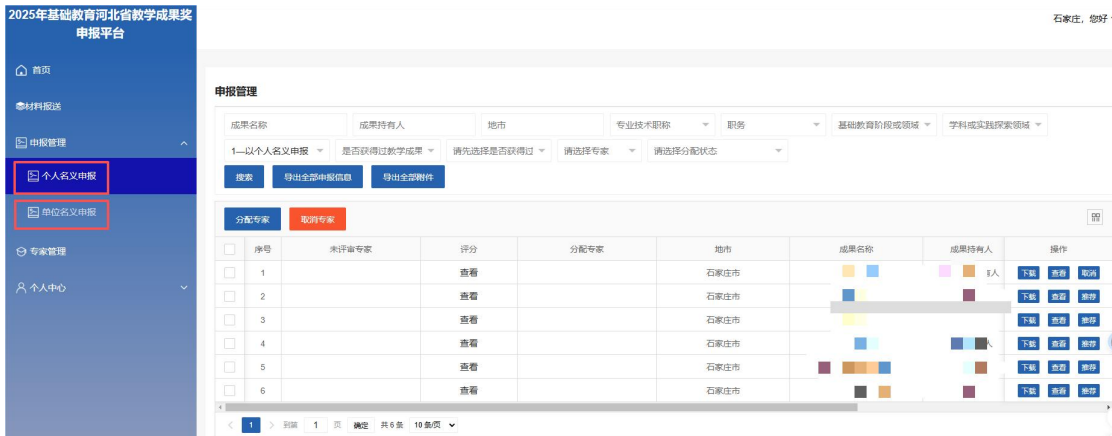 2025年基础教育河北省教学成果奖
申报平台
石家庄，您好
首页
材料报送
申报管理
个人名义申报
单位名义申报
专家管理
个人中心
申报管理
成果名称 成果持有人 地市 专业技术职称 职务 基础教育阶段或领域 学科或实践探索领域
1—以个人名义申报 是否获得过教学成果 请先选择是否获得过 请选择专家 请选择分配状态
搜索 导出全部申报信息 导出全部附件
分配专家 取消专家
序号 未评审专家 评分 分配专家 地市 成果名称 成果持有人 操作
1 查看 石家庄市 人 下载 查看 取消
2 查看 石家庄市 下载 查看 推荐
3 查看 石家庄市 下载 查看 推荐
4 查看 石家庄市 人 下载 查看 推荐
5 查看 石家庄市 下载 查看 推荐
6 查看 石家庄市 下载 查看 推荐
1 到第 1 页 确定 共 6 条 10 条/页